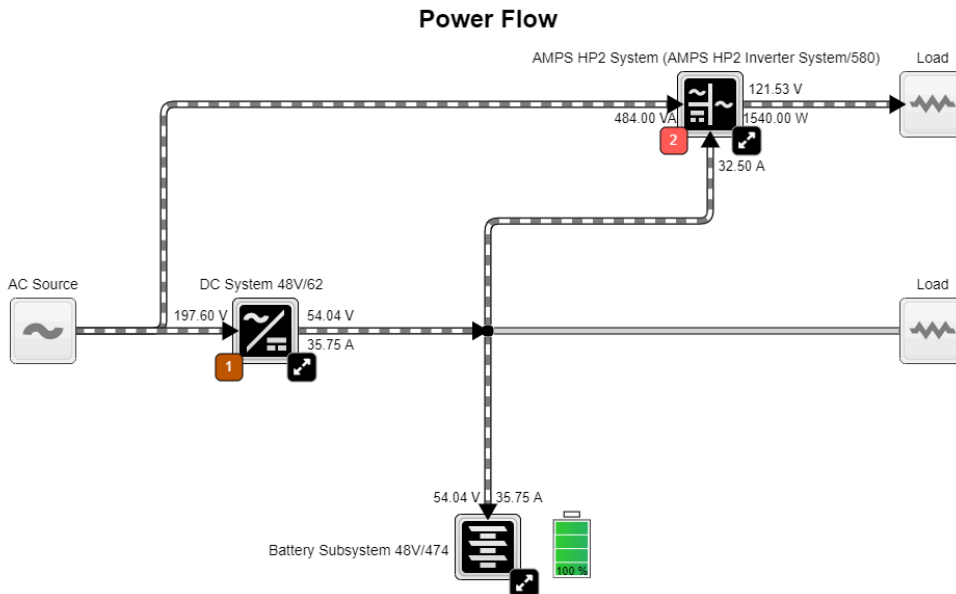 Power Flow
AMPS HP2 System (AMPS HP2 Inverter System/580)
Load
121.53 V
484.00 VA
1540.00 W
2
32.50 A
AC Source
DC System 48V/62
Load
197.60 V
54.04 V
35.75 A
1
54.04 V
35.75 A
Battery Subsystem 48V/474
100 %